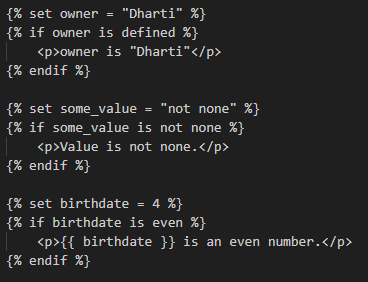 {% set owner = "Dharti" %}
{% if owner is defined %}
    <p>owner is "Dharti"</p>
{% endif %}

{% set some_value = "not none" %}
{% if some_value is not none %}
    <p>Value is not none.</p>
{% endif %}

{% set birthdate = 4 %}
{% if birthdate is even %}
    <p>{{ birthdate }} is an even number.</p>
{% endif %}